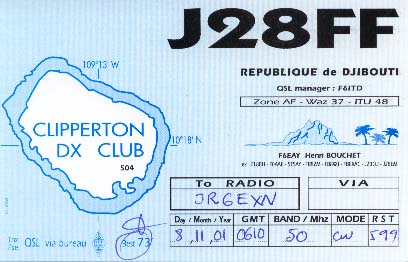 J28FF
REPUBLIQUE de DJIBOUTI
QSL manager : F6ITD
Zone AF - Waz 37 - ITU 48
109°13 W
10°18 N
CLIPPERTON
DX CLUB
504
F6EAY Henri BOUCHET
To RADIO VIA
JR6EXN
Day / Month / Year GMT BAND / Mhz MODE R S T
8, 11, 01 0610 50 CW 599
QSL via bureau
Best 73